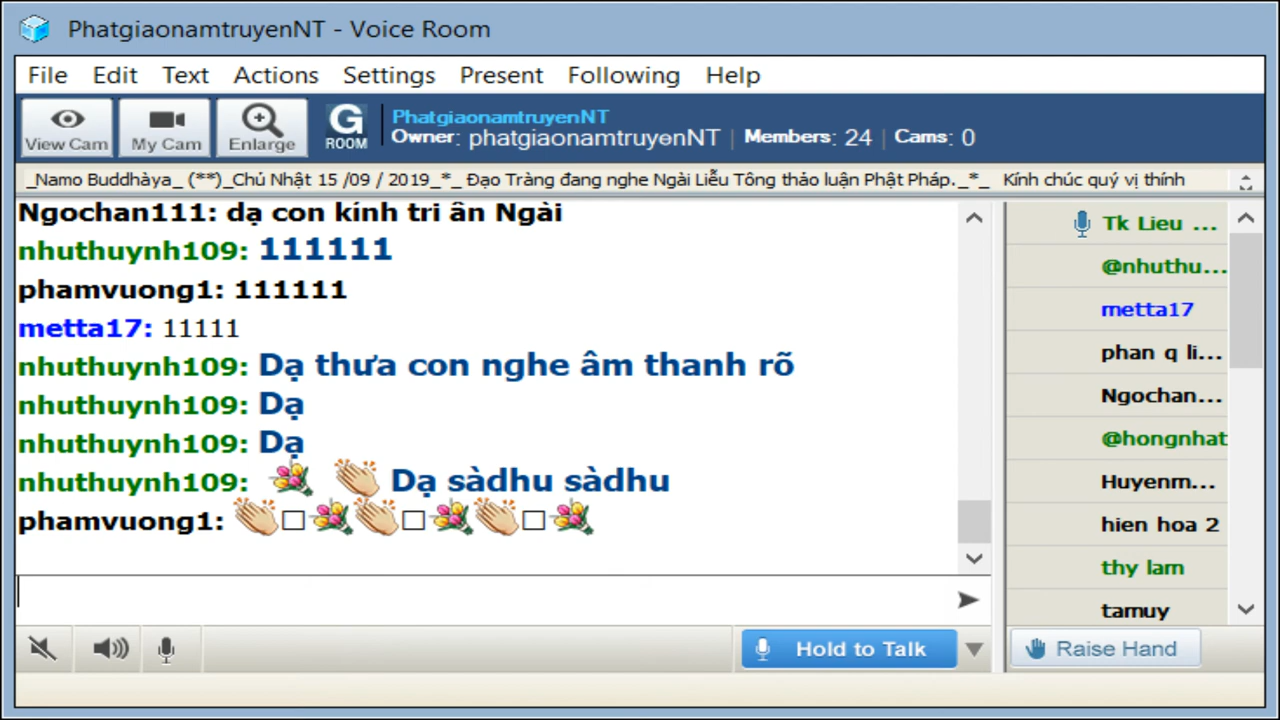 PhatgiaonamtruyenNT - Voice Room
File Edit Text Actions Settings Present Following Help
View Cam My Cam Enlarge G ROOM
PhatgiaonamtruyenNT
Owner: phatgiaonamtruyenNT | Members: 24 | Cams: 0
_Namo Buddhàya_ (**)_Chủ Nhật 15 /09 / 2019_*_ Đạo Tràng đang nghe Ngài Liễu Tông thảo luận Phật Pháp._*_ Kính chúc quý vị thính
Ngochan111: dạ con kính tri ân Ngài
nhuthuynh109: 111111
phamvuong1: 111111
metta17: 11111
nhuthuynh109: Dạ thưa con nghe âm thanh rõ
nhuthuynh109: Dạ
nhuthuynh109: Dạ
nhuthuynh109: Dạ sàdhu sàdhu
phamvuong1:
Tk Lieu ...
@nhuthu...
metta17
phan q li...
Ngochan...
@hongnhat
Huyenm...
hien hoa 2
thy lam
tamuy
Hold to Talk
Raise Hand